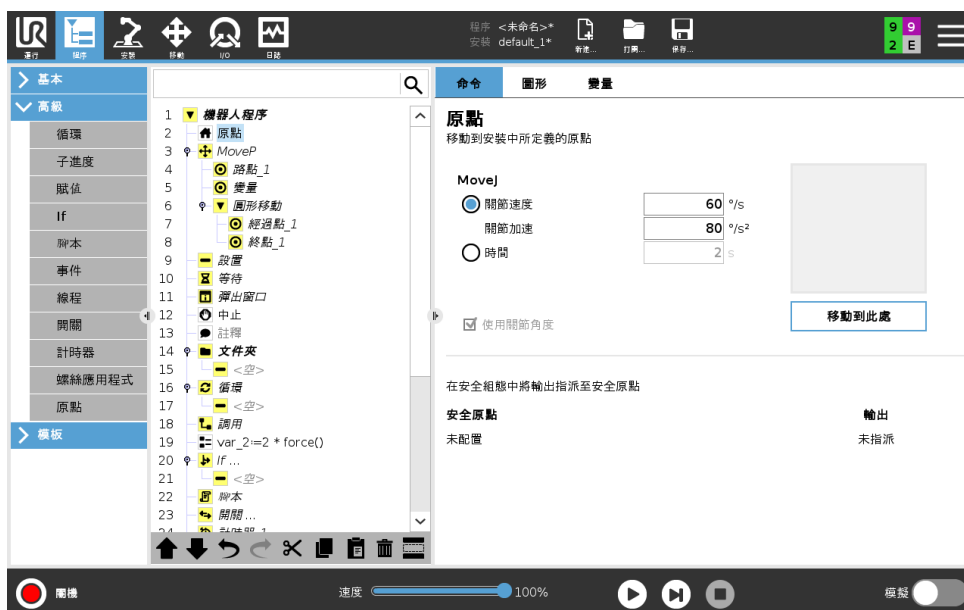 UR
運行
程序
安裝
移動
I/O
日誌
程序 <未命名>*
安裝 default_1*
新建...
打開...
保存...
9 9
2 E
基本
高級
循環
子進度
賦值
If
腳本
事件
線程
開關
計時器
螺絲應用程式
原點
模板
1 機器人程序
2 原點
3 MoveP
4 路點_1
5 變量
6 圓形移動
7 經過點_1
8 終點_1
9 設置
10 等待
11 彈出窗口
12 中止
13 註釋
14 文件夾
15 <空>
16 循環
17 <空>
18 調用
19 var_2:=2 * force()
20 If ...
21 <空>
22 腳本
23 開關...
24 計時器_1
命令 圖形 變量
原點
移動到安裝中所定義的原點
MoveJ
關節速度 60 °/s
關節加速 80 °/s²
時間 2 s
使用關節角度
移動到此處
在安全組態中將輸出指派至安全原點
安全原點 輸出
未配置 未指派
關機
速度 100%
模擬